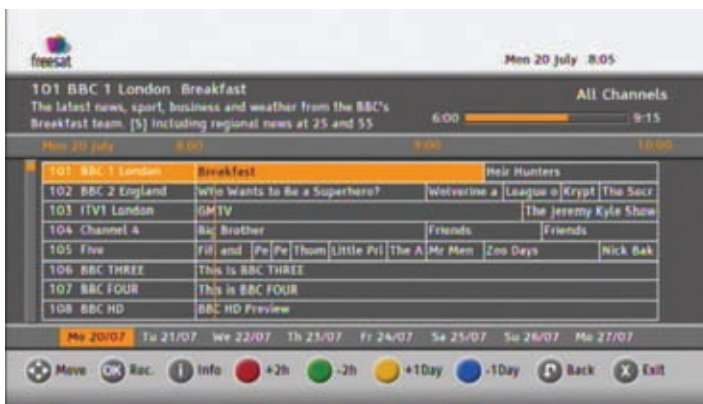 freesat
Mon 20 July 8:05
101 BBC 1 London Breakfast
All Channels
The latest news, sport, business and weather from the BBC's
Breakfast team. [S] Including regional news at 25 and 55
6:00 9:15
Mon 20 July 8:00 9:00 10:00
101 BBC 1 London Breakfast Heir Hunters
102 BBC 2 England Who Wants to Be a Superhero? Wolverine a League o Krypt The Secr
103 ITV1 London GMTV The Jeremy Kyle Show
104 Channel 4 Big Brother Friends Friends
105 Five Fif and Pe Pe Thom Little Pri The A Mr Men Zoo Days Nick Bak
106 BBC THREE This is BBC THREE
107 BBC FOUR This is BBC FOUR
108 BBC HD BBC HD Preview
Mo 20/07 Tu 21/07 We 22/07 Th 23/07 Fr 24/07 Sa 25/07 Su 26/07 Mo 27/07
Move OK Rec. i Info +2h -2h +1Day -1Day Back X Exit